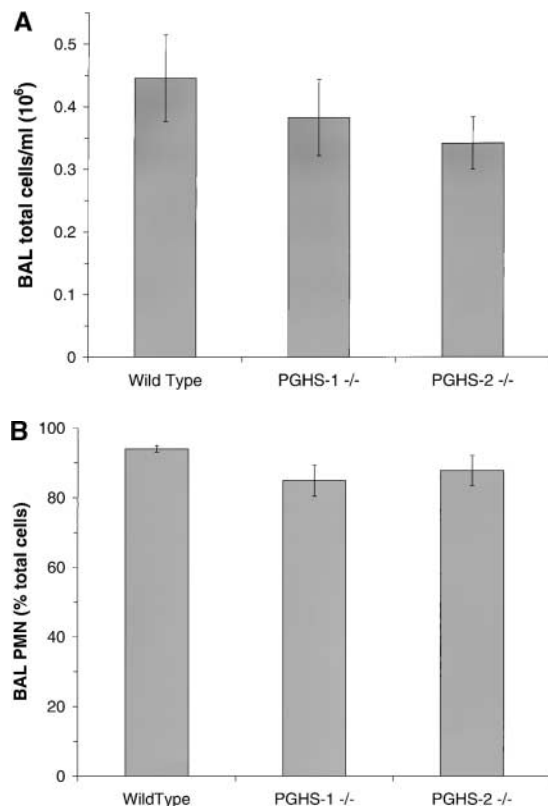 A
BAL total cells/ml (10⁶)
0.5
0.4
0.3
0.2
0.1
0
Wild Type PGHS-1 -/- PGHS-2 -/-
B
BAL PMN (% total cells)
100
80
60
40
20
0
WildType PGHS-1 -/- PGHS-2 -/-